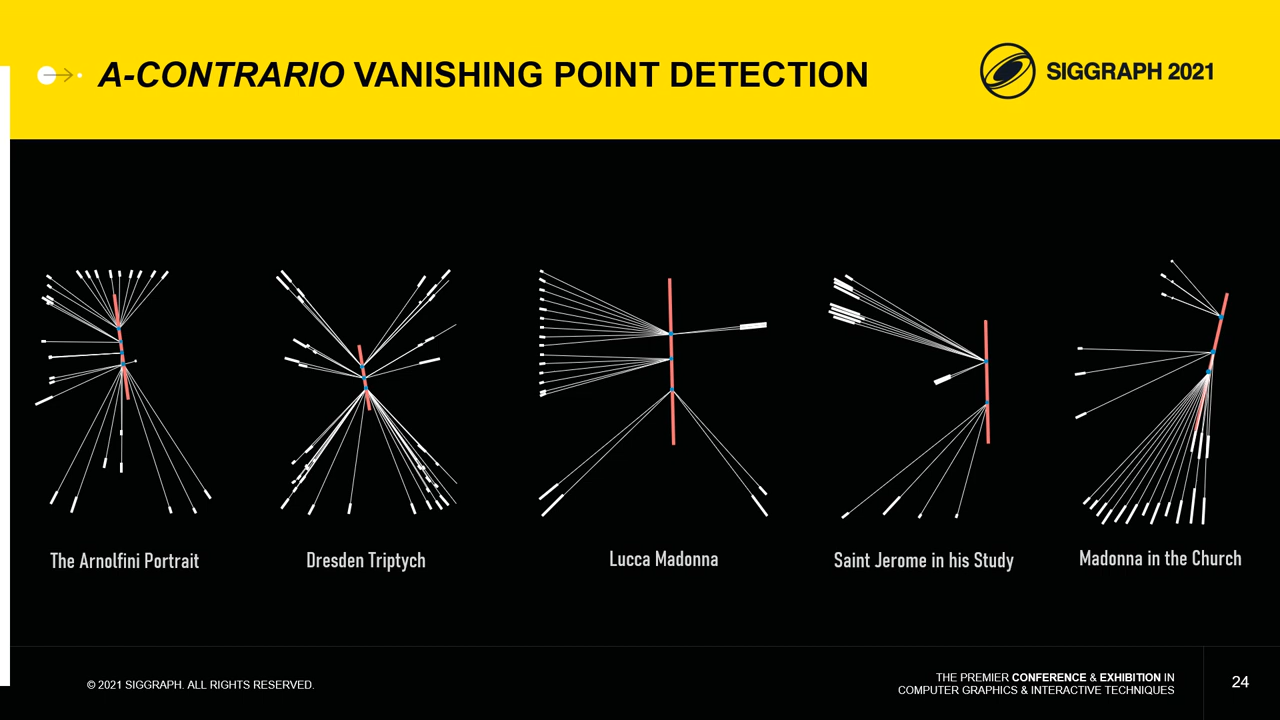 A-CONTRARIO VANISHING POINT DETECTION
SIGGRAPH 2021
The Arnolfini Portrait
Dresden Triptych
Lucca Madonna
Saint Jerome in his Study
Madonna in the Church
© 2021 SIGGRAPH. ALL RIGHTS RESERVED.
THE PREMIER CONFERENCE & EXHIBITION IN
COMPUTER GRAPHICS & INTERACTIVE TECHNIQUES
24